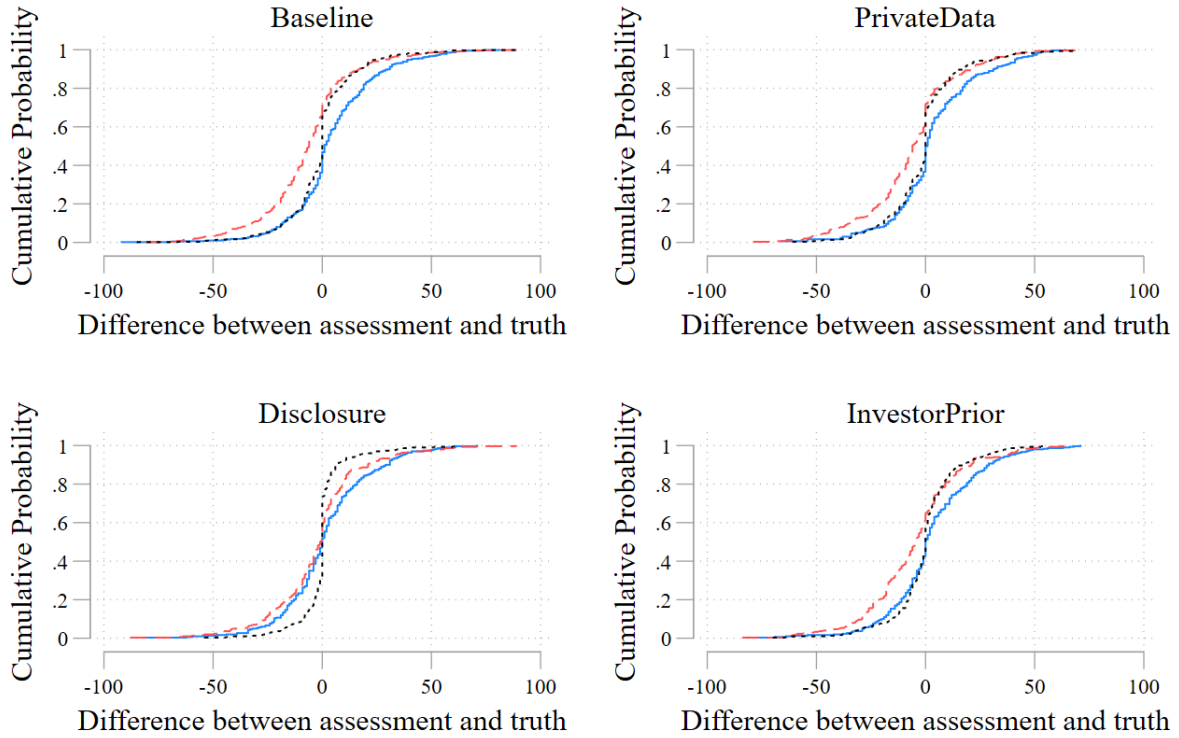 Baseline
Cumulative Probability
1
.8
.6
.4
.2
0
-100 -50 0 50 100
Difference between assessment and truth
PrivateData
Cumulative Probability
1
.8
.6
.4
.2
0
-100 -50 0 50 100
Difference between assessment and truth
Disclosure
Cumulative Probability
1
.8
.6
.4
.2
0
-100 -50 0 50 100
Difference between assessment and truth
InvestorPrior
Cumulative Probability
1
.8
.6
.4
.2
0
-100 -50 0 50 100
Difference between assessment and truth